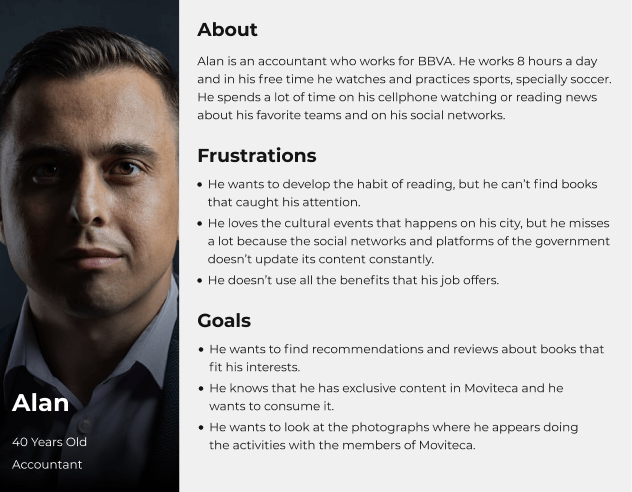 About
Alan is an accountant who works for BBVA. He works 8 hours a day
and in his free time he watches and practices sports, specially soccer.
He spends a lot of time on his cellphone watching or reading news
about his favorite teams and on his social networks.
Frustrations
• He wants to develop the habit of reading, but he can't find books
that caught his attention.
• He loves the cultural events that happens on his city, but he misses
a lot because the social networks and platforms of the government
doesn't update its content constantly.
• He doesn't use all the benefits that his job offers.
Goals
• He wants to find recommendations and reviews about books that
fit his interests.
• He knows that he has exclusive content in Moviteca and he
wants to consume it.
• He wants to look at the photographs where he appears doing
the activities with the members of Moviteca.
Alan
40 Years Old
Accountant